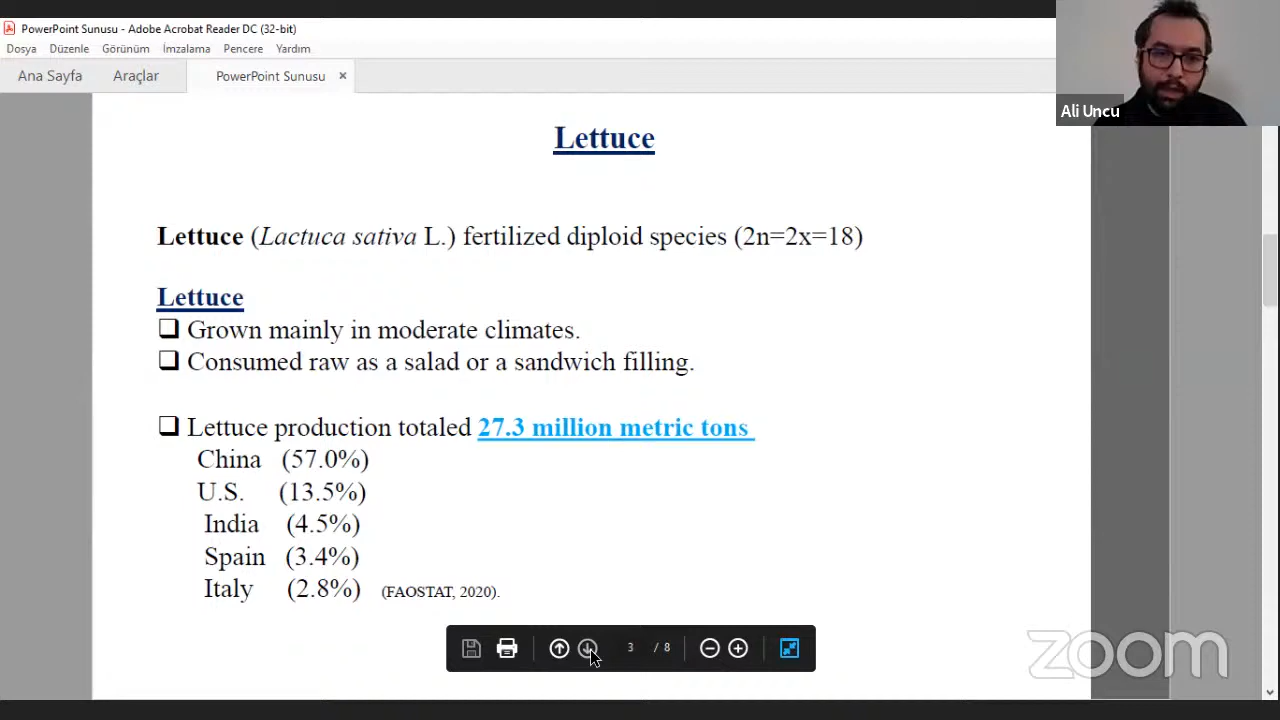 PowerPoint Sunusu - Adobe Acrobat Reader DC (32-bit)
Dosya Düzenle Görünüm İmzalama Pencere Yardım
Ana Sayfa Araçlar PowerPoint Sunusu ×
Ali Uncu
Lettuce
Lettuce (Lactuca sativa L.) fertilized diploid species (2n=2x=18)
Lettuce
❑ Grown mainly in moderate climates.
❑ Consumed raw as a salad or a sandwich filling.
❑ Lettuce production totaled 27.3 million metric tons
China (57.0%)
U.S. (13.5%)
India (4.5%)
Spain (3.4%)
Italy (2.8%) (FAOSTAT, 2020).
3 / 8
zoom